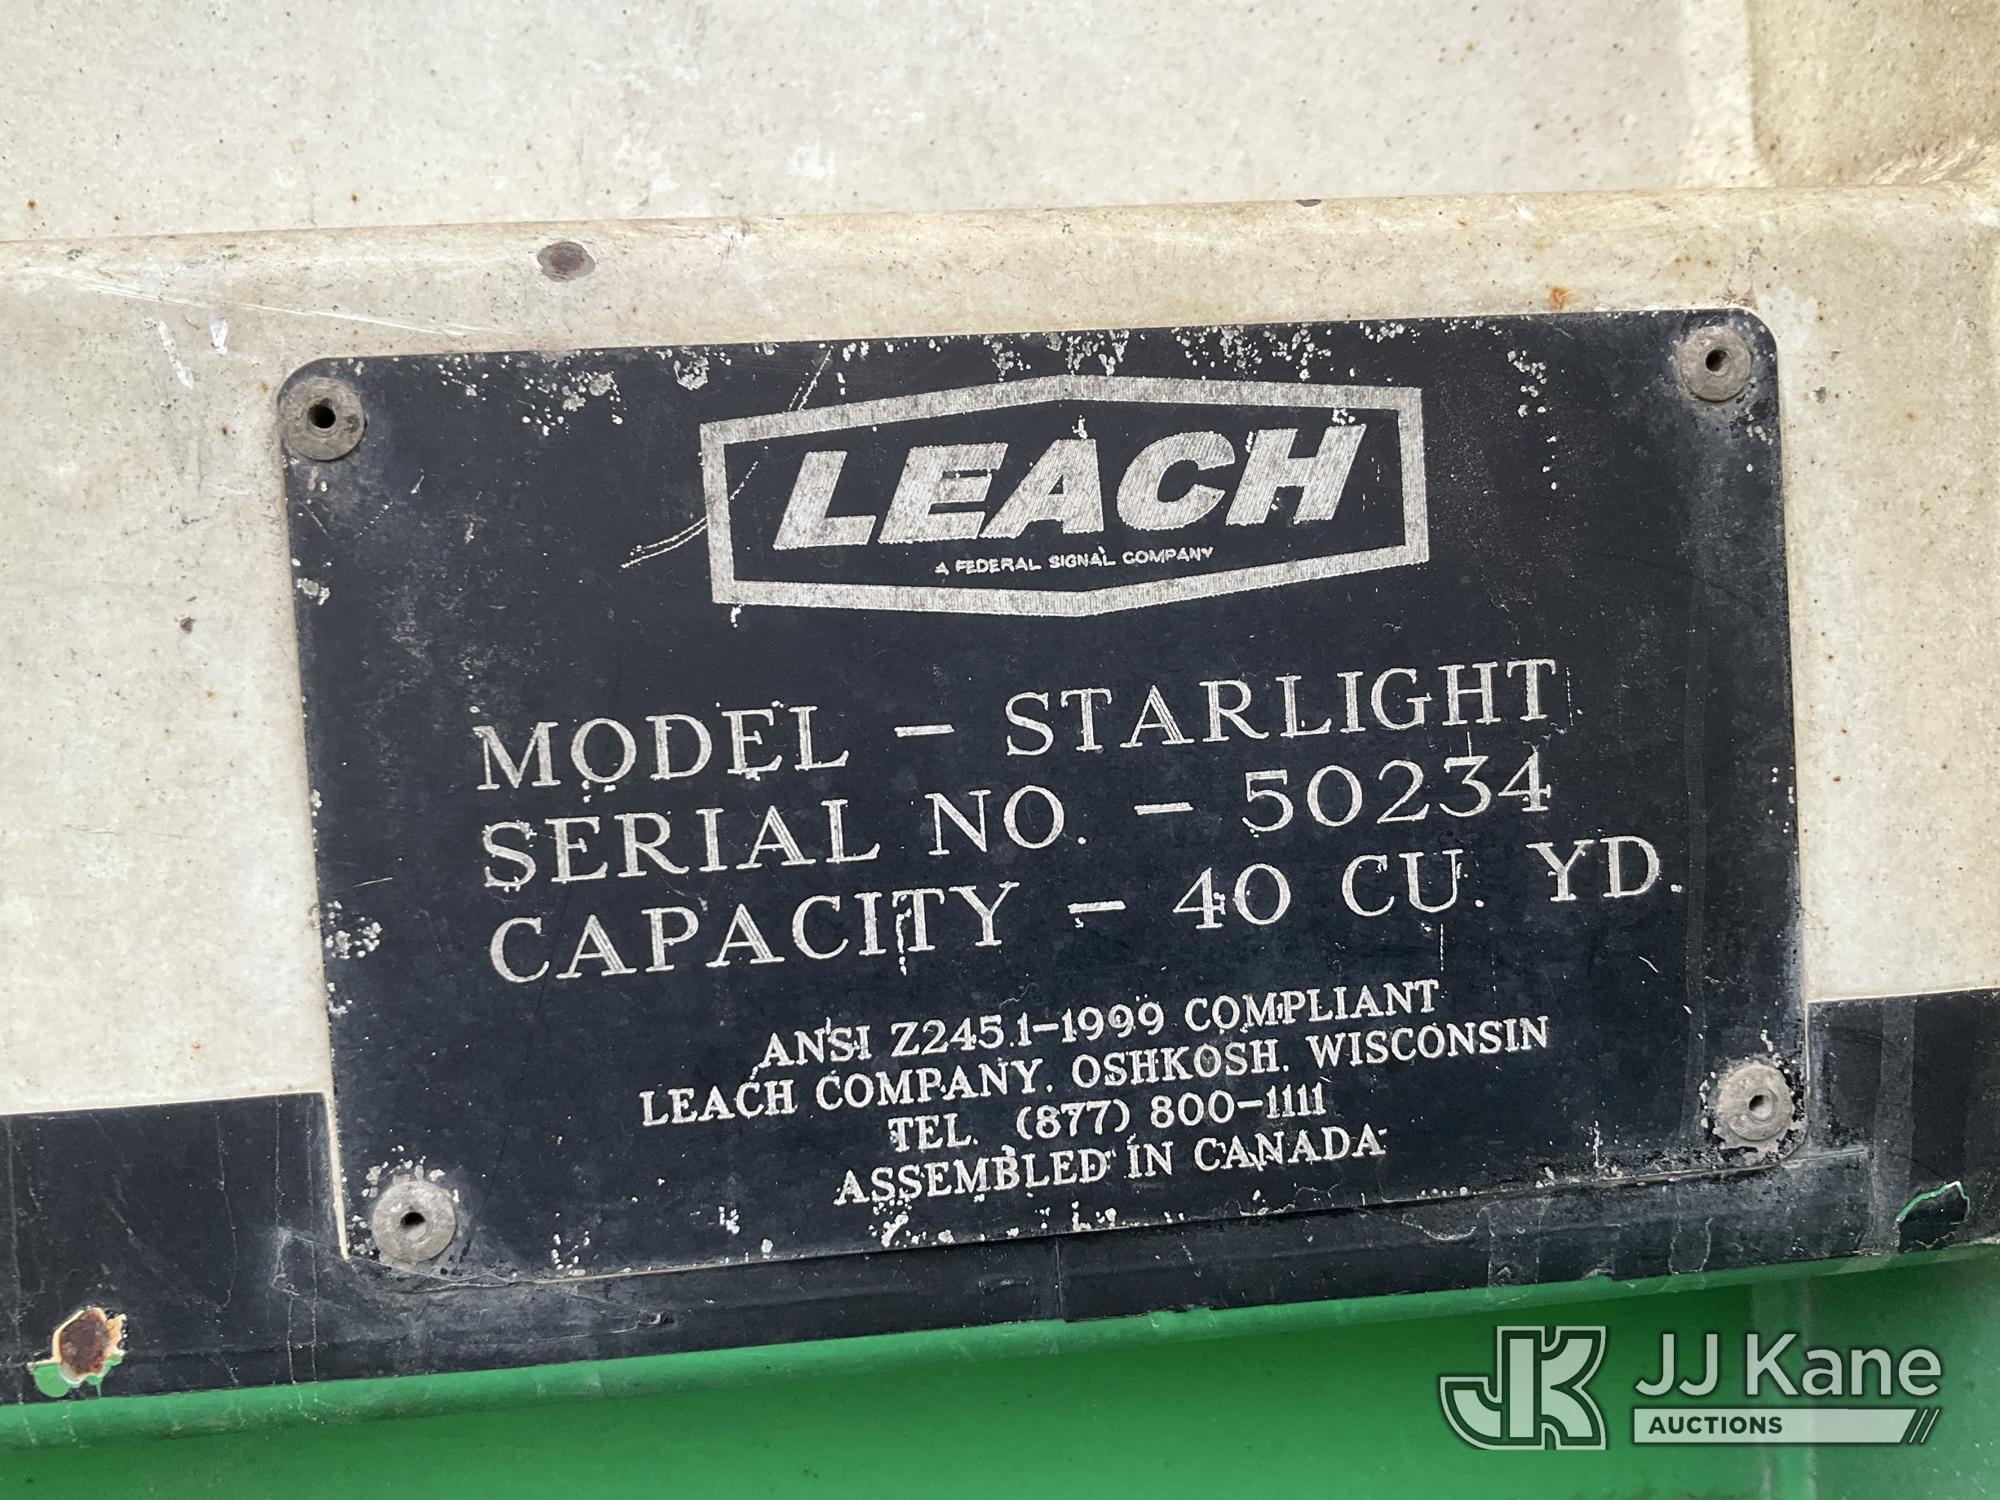 LEACH
A FEDERAL SIGNAL COMPANY
MODEL - STARLIGHT
SERIAL NO. - 50234
CAPACITY - 40 CU. YD.
ANSI Z245.1-1999 COMPLIANT
LEACH COMPANY, OSHKOSH, WISCONSIN
TEL. (877) 800-1111
ASSEMBLED IN CANADA
JK JJ Kane
AUCTIONS